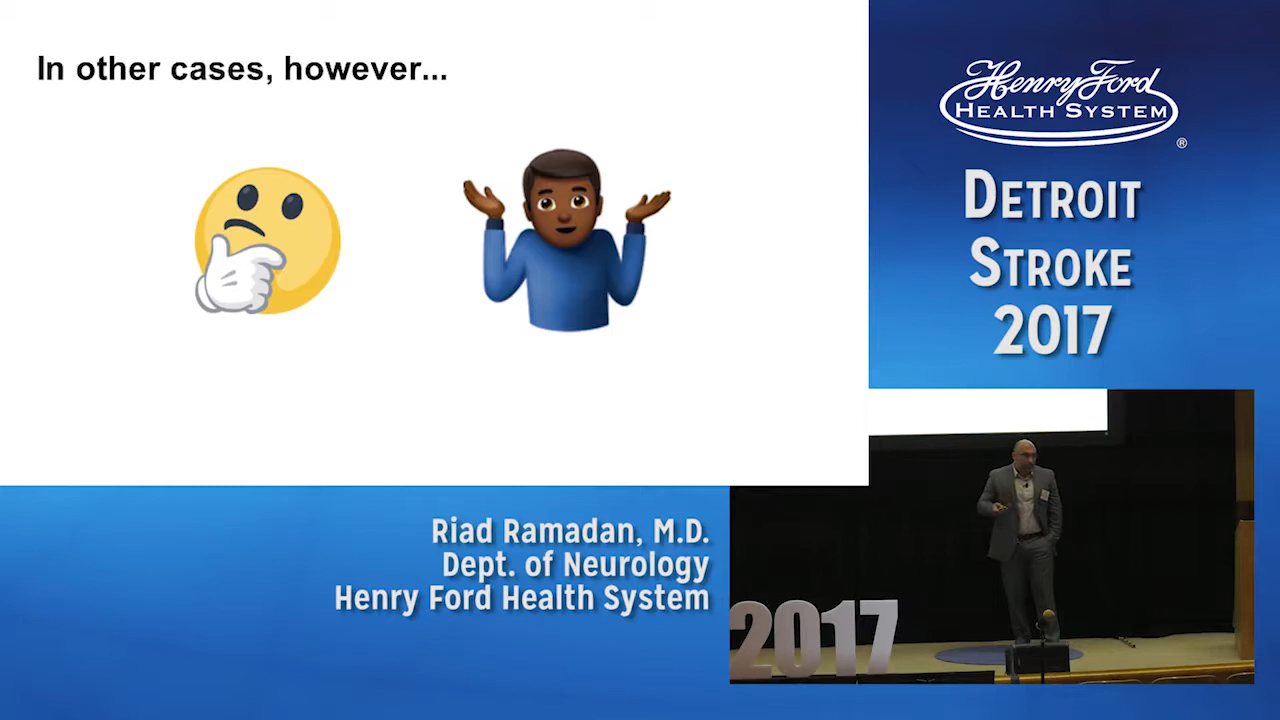 In other cases, however...
Henry Ford
HEALTH SYSTEM
®
DETROIT
STROKE
2017
Riad Ramadan, M.D.
Dept. of Neurology
Henry Ford Health System
2017